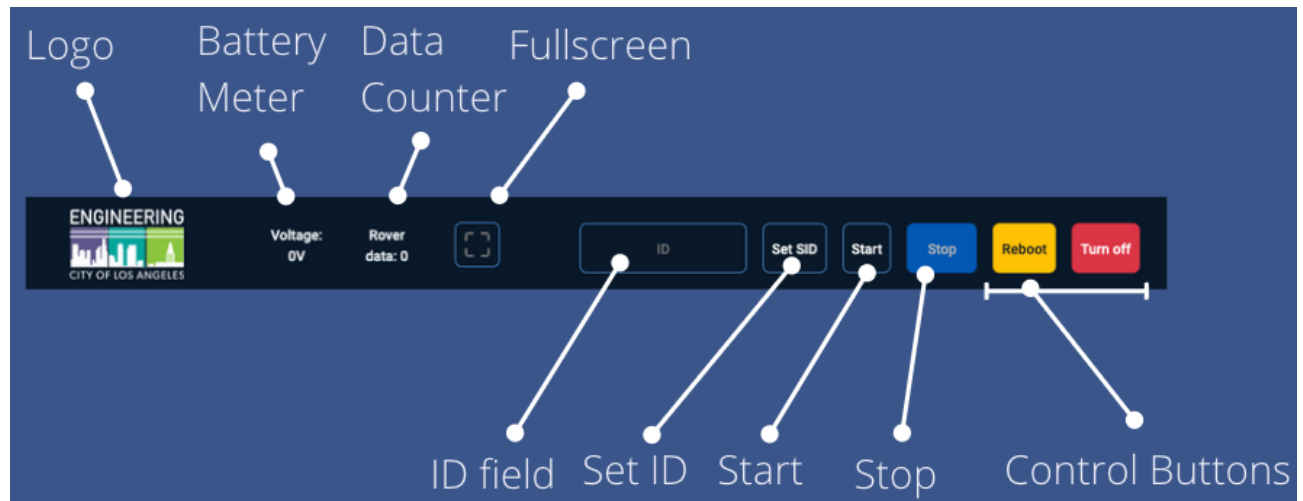 Logo
Battery
Meter
Data
Counter
Fullscreen
ENGINEERING
CITY OF LOS ANGELES
Voltage:
0V
Rover
data: 0
ID
Set SID
Start
Stop
Reboot
Turn off
ID field
Set ID
Start
Stop
Control Buttons